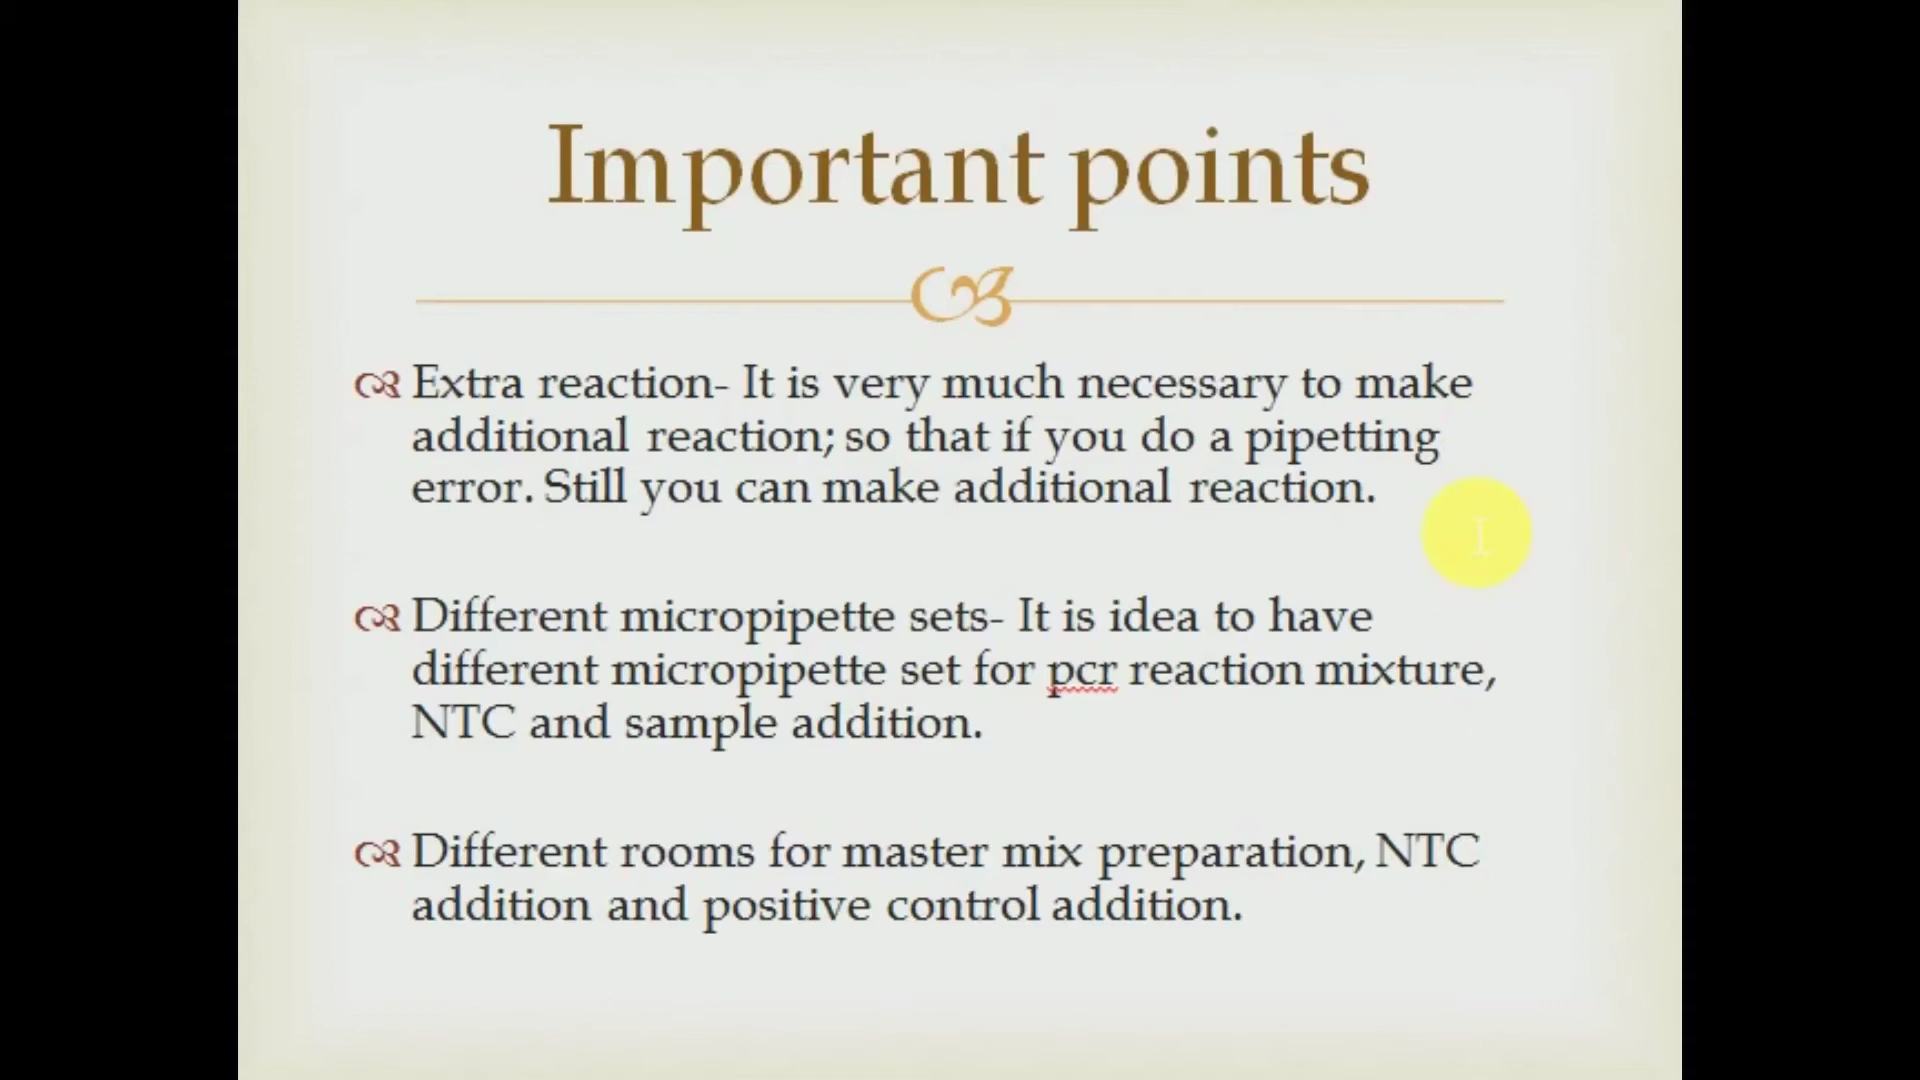 Important points
Extra reaction- It is very much necessary to make
additional reaction; so that if you do a pipetting
error. Still you can make additional reaction.
Different micropipette sets- It is idea to have
different micropipette set for pcr reaction mixture,
NTC and sample addition.
Different rooms for master mix preparation, NTC
addition and positive control addition.